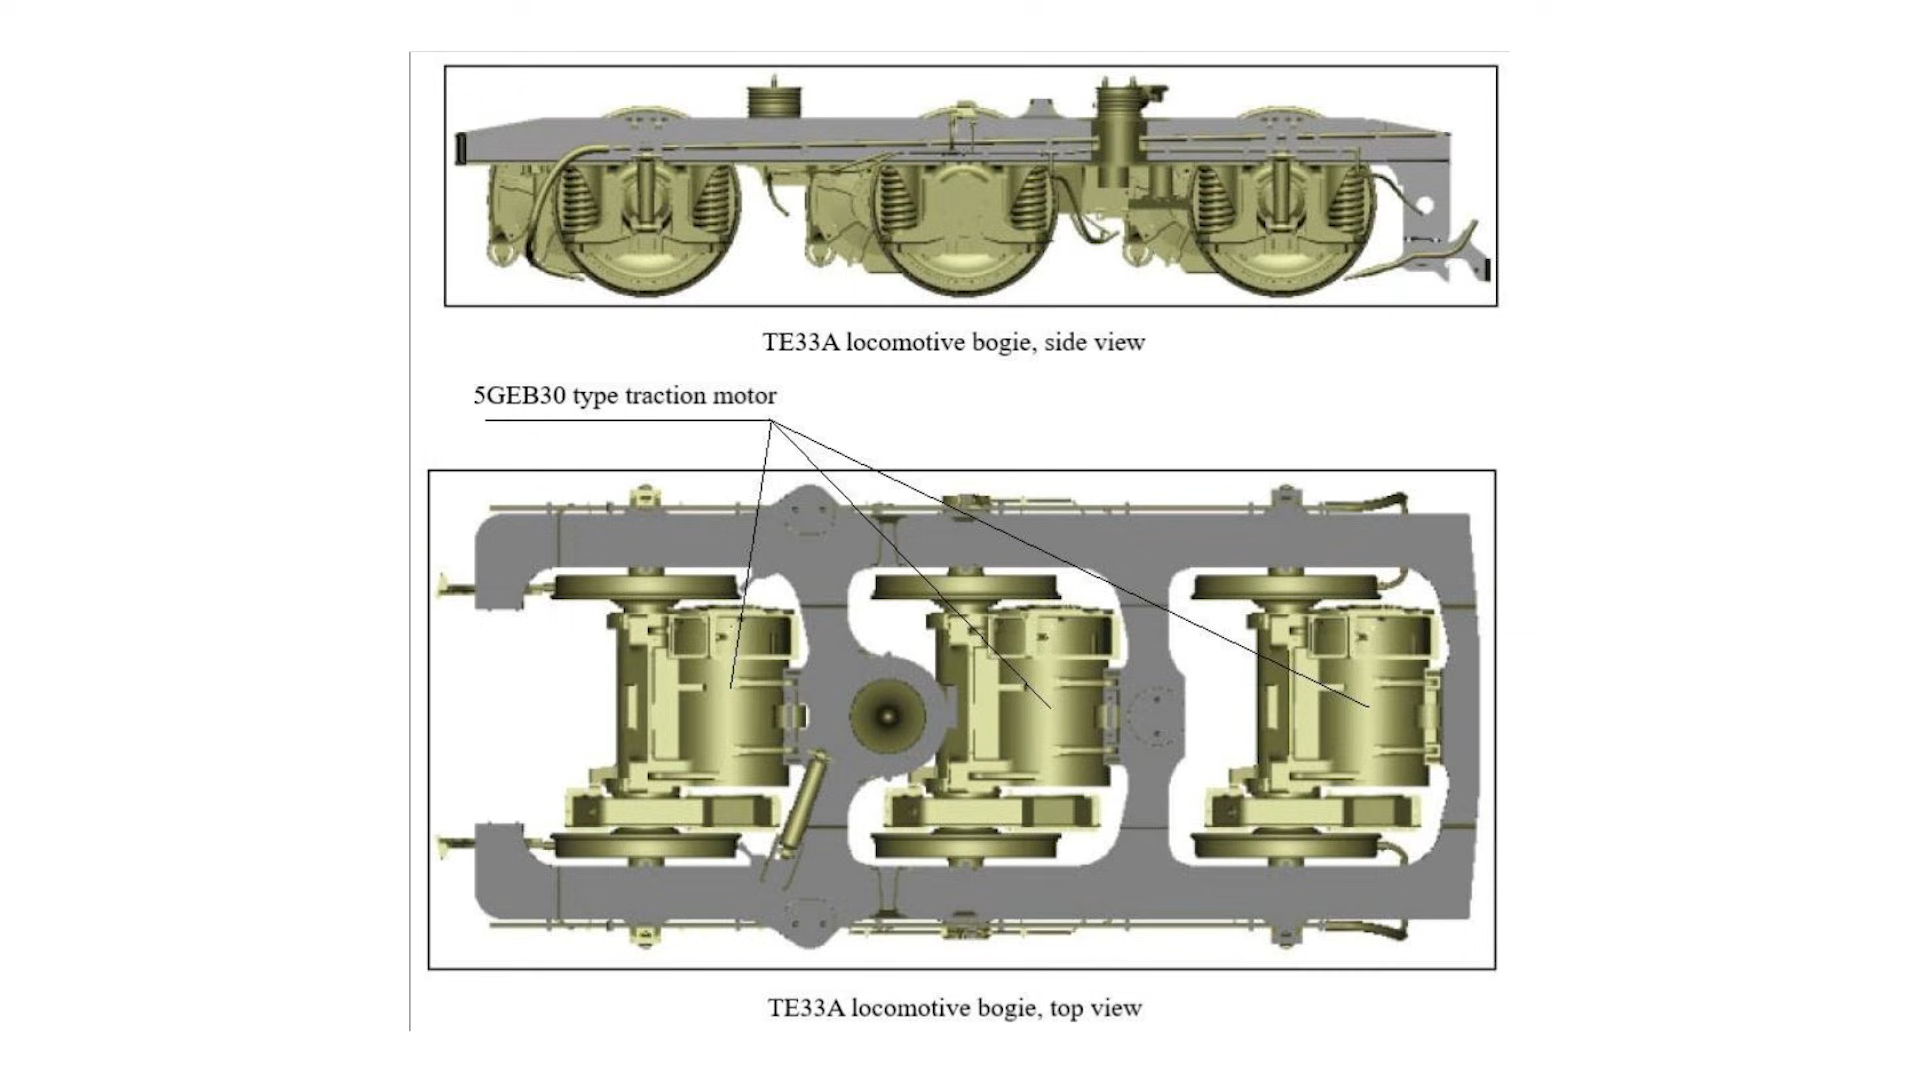 TE33A locomotive bogie, side view
5GEB30 type traction motor
TE33A locomotive bogie, top view